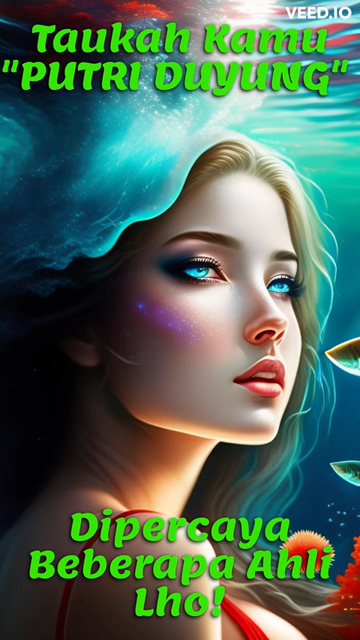 VEED.IO
Taukah Kamu
"PUTRI DUYUNG"
Dipercaya
Beberapa Ahli
Lho!